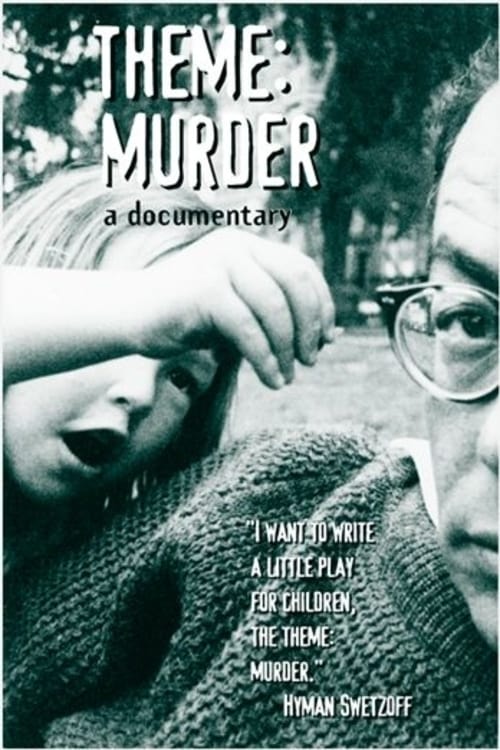 THEME:
MURDER
a documentary
"I WANT TO WRITE
A LITTLE PLAY
FOR CHILDREN,
THE THEME:
MURDER."
HYMAN SWETZOFF